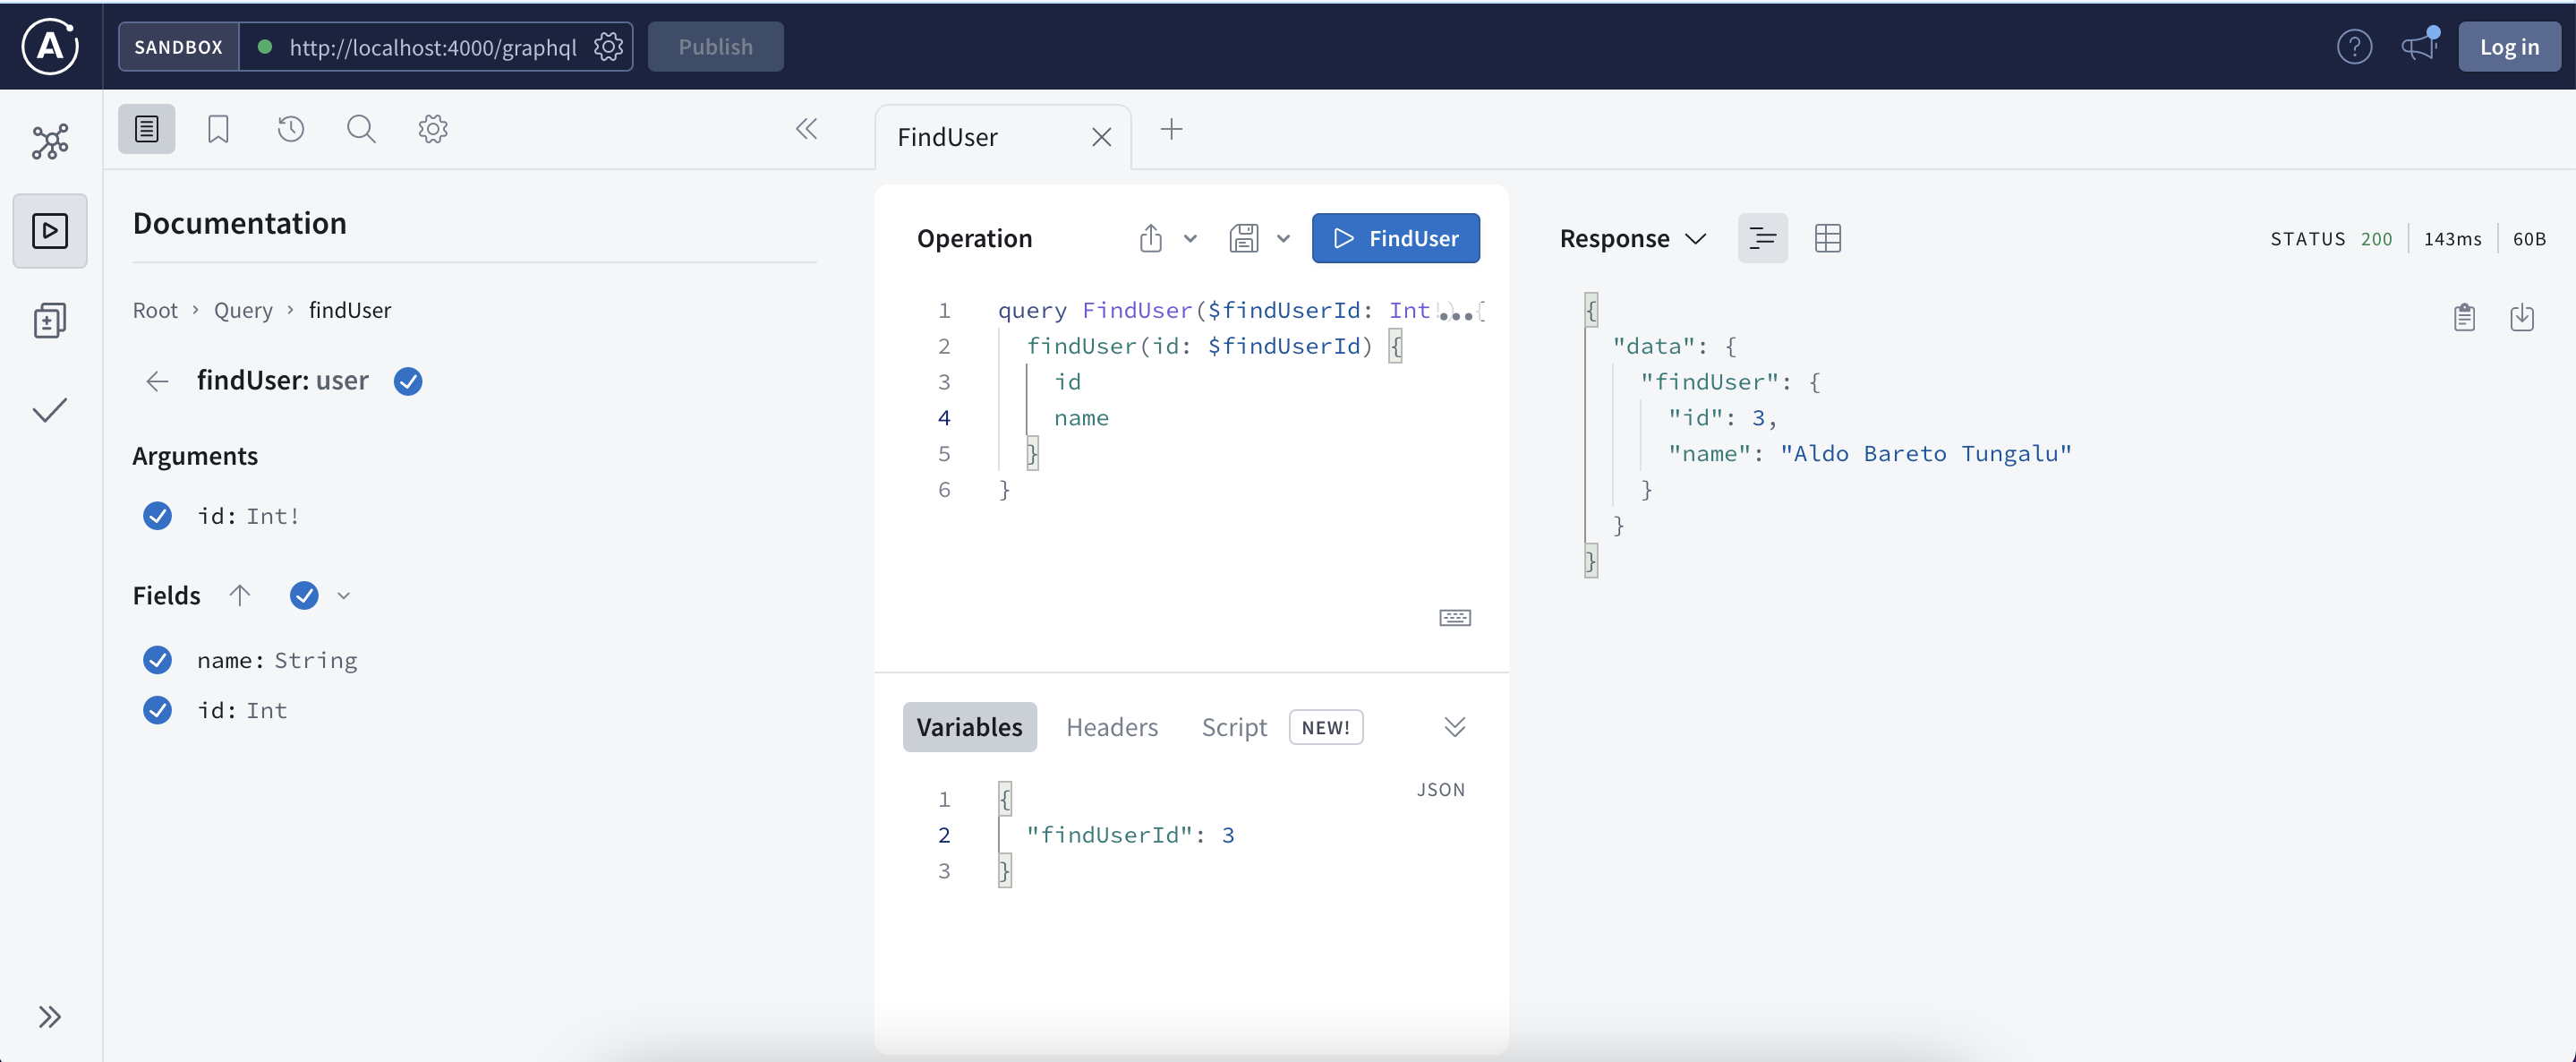 SANDBOX http://localhost:4000/graphql Publish Log in
FindUser
Documentation
Root › Query › findUser
findUser: user
Arguments
id: Int!
Fields
name: String
id: Int
Operation
FindUser
1 query FindUser($findUserId: Int!) {
2 findUser(id: $findUserId) {
3 id
4 name
5 }
6 }
Variables Headers Script NEW!
JSON
1 {
2 "findUserId": 3
3 }
Response STATUS 200 143ms 60B
{
"data": {
"findUser": {
"id": 3,
"name": "Aldo Bareto Tungalu"
}
}
}